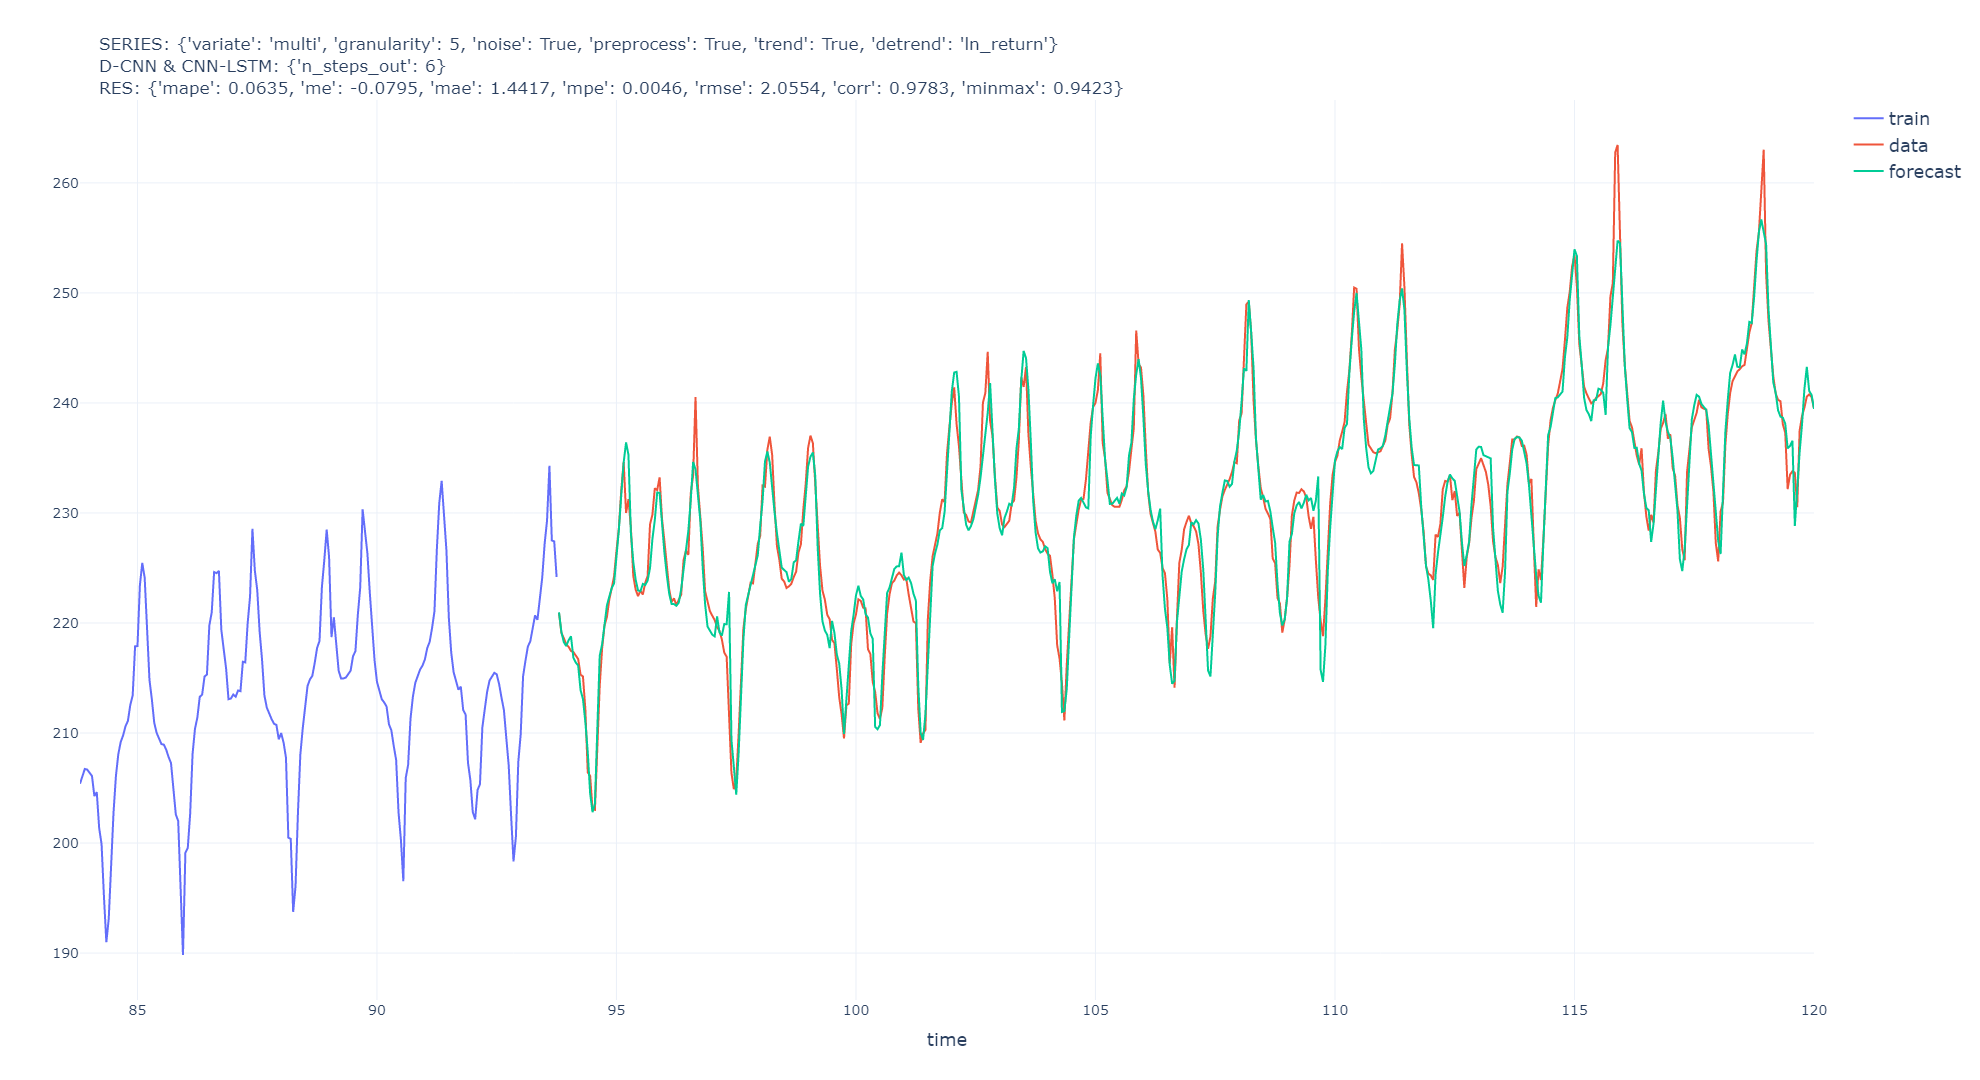 SERIES: {'variate': 'multi', 'granularity': 5, 'noise': True, 'preprocess': True, 'trend': True, 'detrend': 'ln_return'}
D-CNN & CNN-LSTM: {'n_steps_out': 6}
RES: {'mape': 0.0635, 'me': -0.0795, 'mae': 1.4417, 'mpe': 0.0046, 'rmse': 2.0554, 'corr': 0.9783, 'minmax': 0.9423}
train
data
forecast
260
250
240
230
220
210
200
190
85
90
95
100
105
110
115
120
time